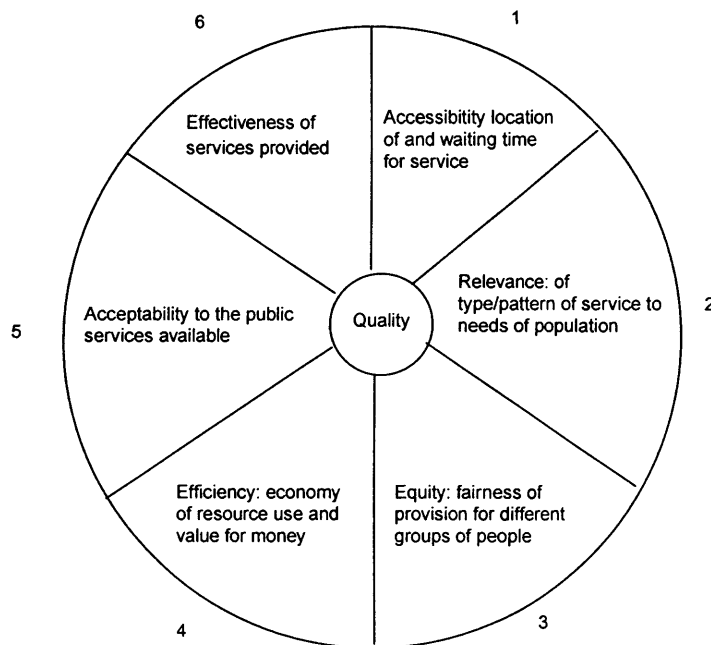 6
1
Effectiveness of
services provided
Accessibitity location
of and waiting time
for service
Relevance: of
type/pattern of service to
needs of population
2
Quality
5
Acceptability to the public
services available
Efficiency: economy
of resource use and
value for money
Equity: fairness of
provision for different
groups of people
4
3